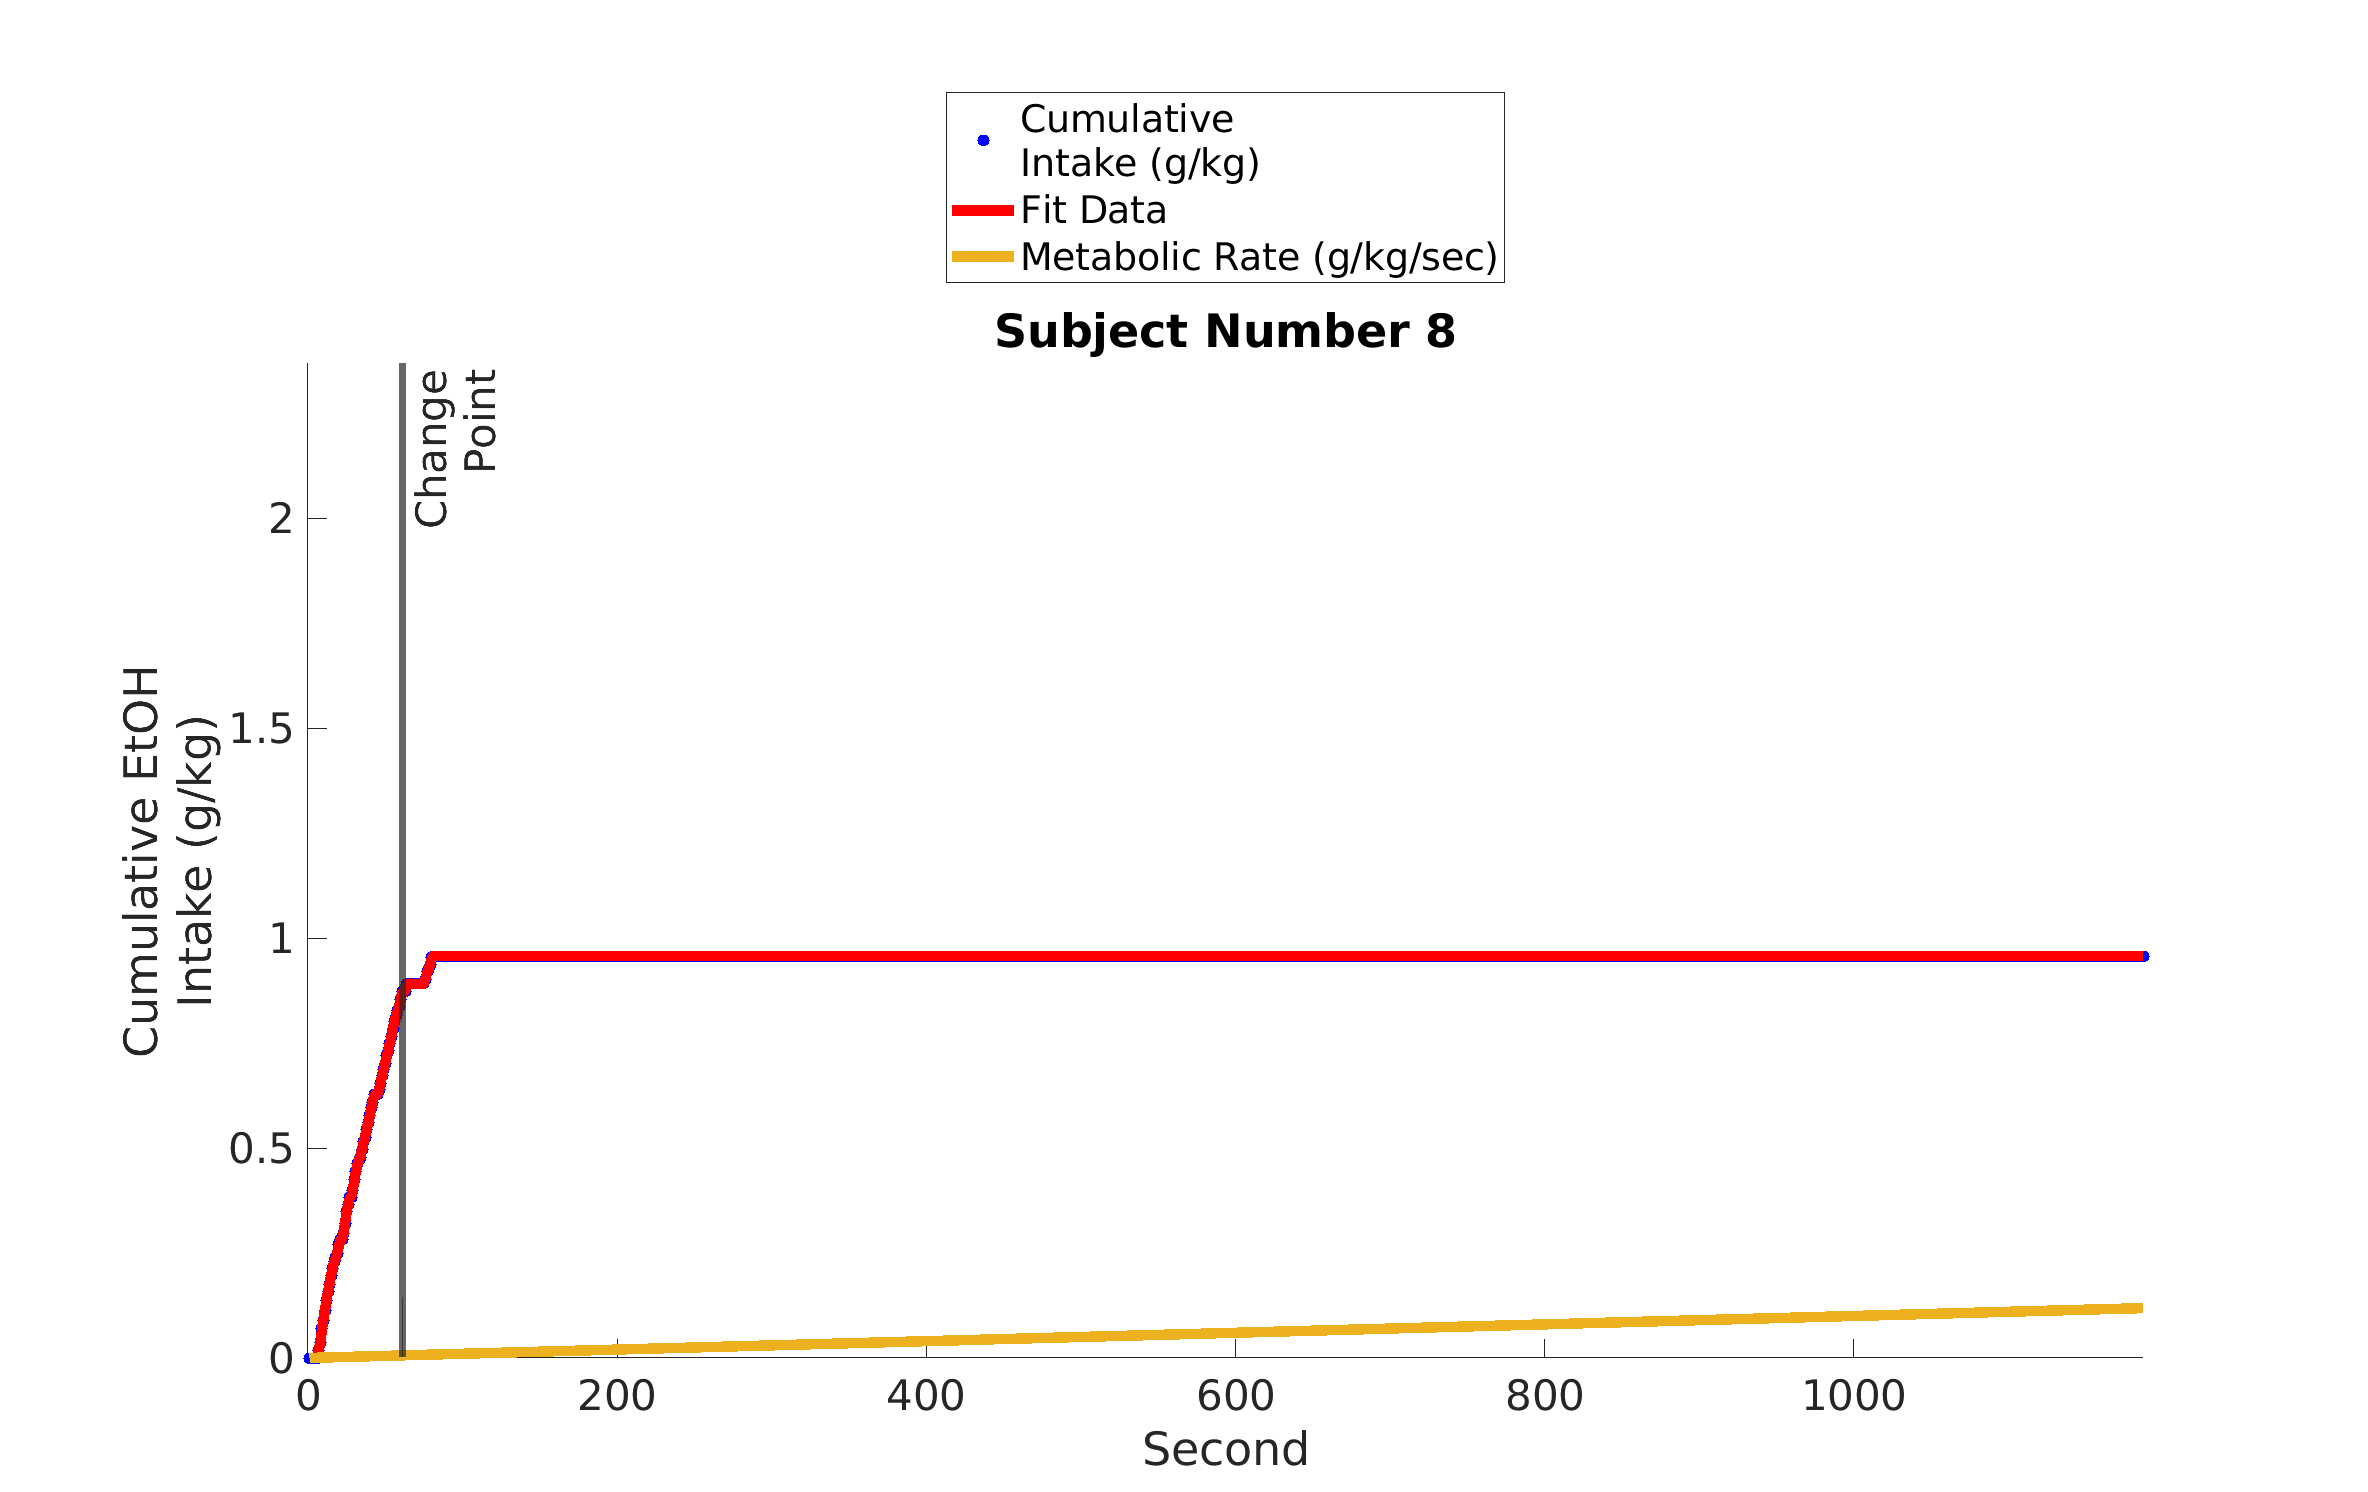 Cumulative
Intake (g/kg)
Fit Data
Metabolic Rate (g/kg/sec)
Subject Number 8
Change
Point
Cumulative EtOH
Intake (g/kg)
2
1.5
1
0.5
0
0 200 400 600 800 1000
Second